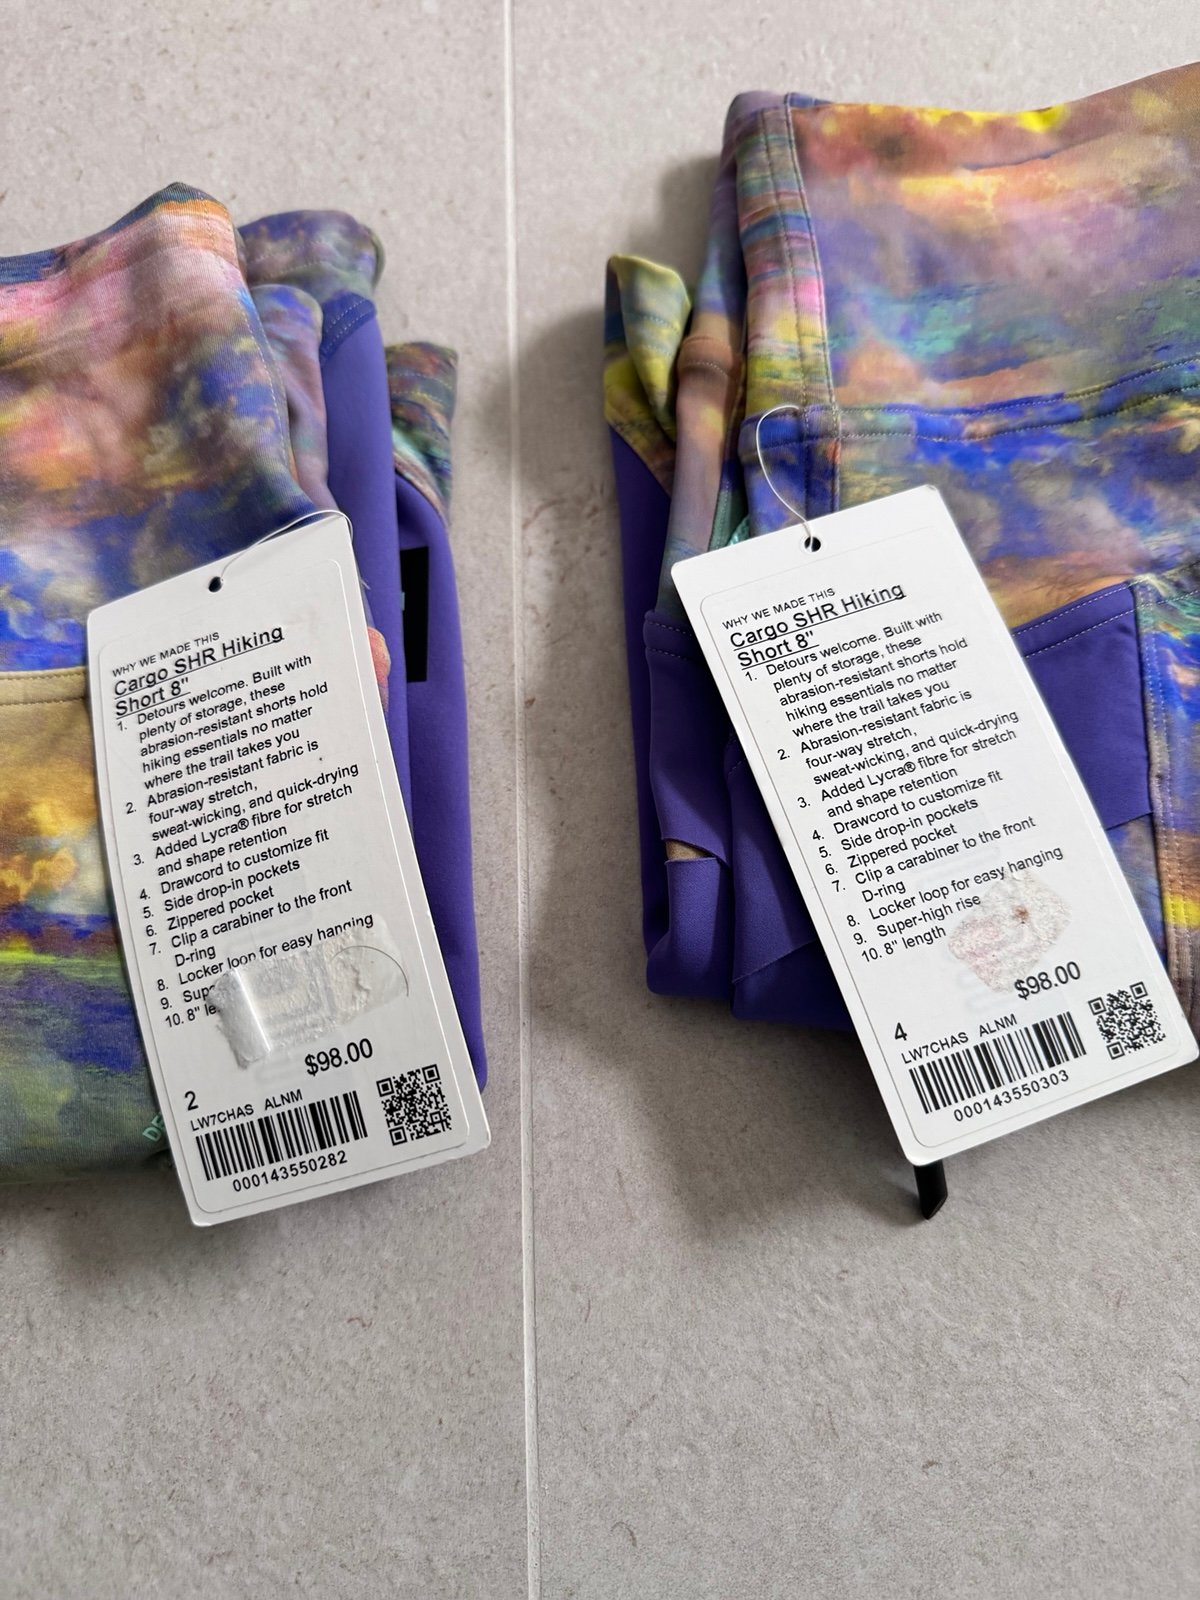 WHY WE MADE THIS
Cargo SHR Hiking
Short 8"
1. Detours welcome. Built with
plenty of storage, these
abrasion-resistant shorts hold
hiking essentials no matter
where the trail takes you
2. Abrasion-resistant fabric is
four-way stretch,
sweat-wicking, and quick-drying
3. Added Lycra® fibre for stretch
and shape retention
4. Drawcord to customize fit
5. Side drop-in pockets
6. Zippered pocket
7. Clip a carabiner to the front
D-ring
8. Locker loop for easy hanging
9.
10. 8"
$98.00
2
LW7CHAS ALNM
000143550282
WHY WE MADE THIS
Cargo SHR Hiking
Short 8"
1. Detours welcome. Built with
plenty of storage, these
abrasion-resistant shorts hold
hiking essentials no matter
where the trail takes you
2. Abrasion-resistant fabric is
four-way stretch,
sweat-wicking, and quick-drying
3. Added Lycra® fibre for stretch
and shape retention
4. Drawcord to customize fit
5. Side drop-in pockets
6. Zippered pocket
7. Clip a carabiner to the front
D-ring
8. Locker loop for easy hanging
9. Super-high rise
10. 8" length
$98.00
4
LW7CHAS ALNM
000143550303